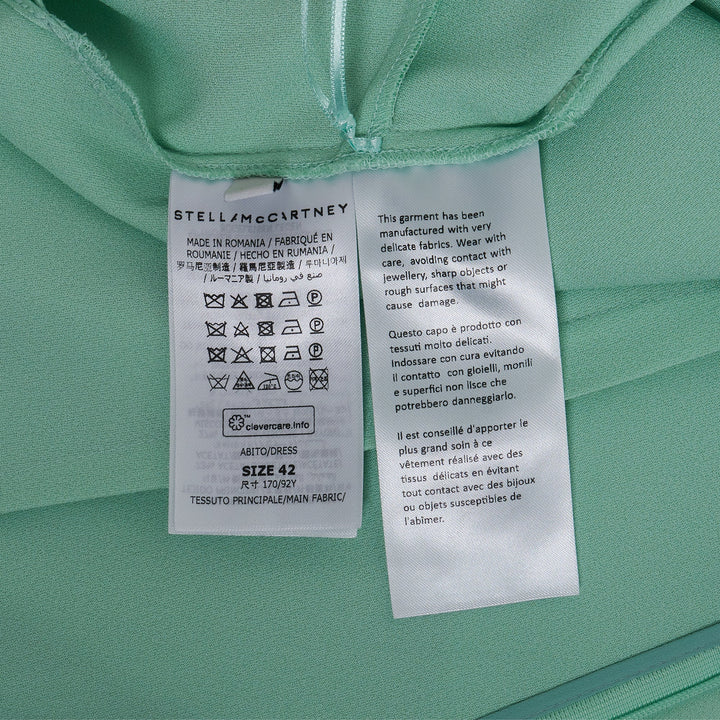 STELLA McCARTNEY
MADE IN ROMANIA / FABRIQUÉ EN
ROUMANIE / HECHO EN RUMANIA /
罗马尼亚制造 / 羅馬尼亞製造 / 루마니아제
/ ルーマニア製 / صنع في رومانيا
clevercare.info
ABITO/DRESS
SIZE 42
尺寸 170/92Y
TESSUTO PRINCIPALE/MAIN FABRIC/
This garment has been
manufactured with very
delicate fabrics. Wear with
care, avoiding contact with
jewellery, sharp objects or
rough surfaces that might
cause damage.
Questo capo è prodotto con
tessuti molto delicati.
Indossare con cura evitando
il contatto con gioielli, monili
e superfici non lisce che
potrebbero danneggiarlo.
Il est conseillé d'apporter le
plus grand soin à ce
vêtement réalisé avec des
tissus délicats en évitant
tout contact avec des bijoux
ou objets susceptibles de
l'abîmer.